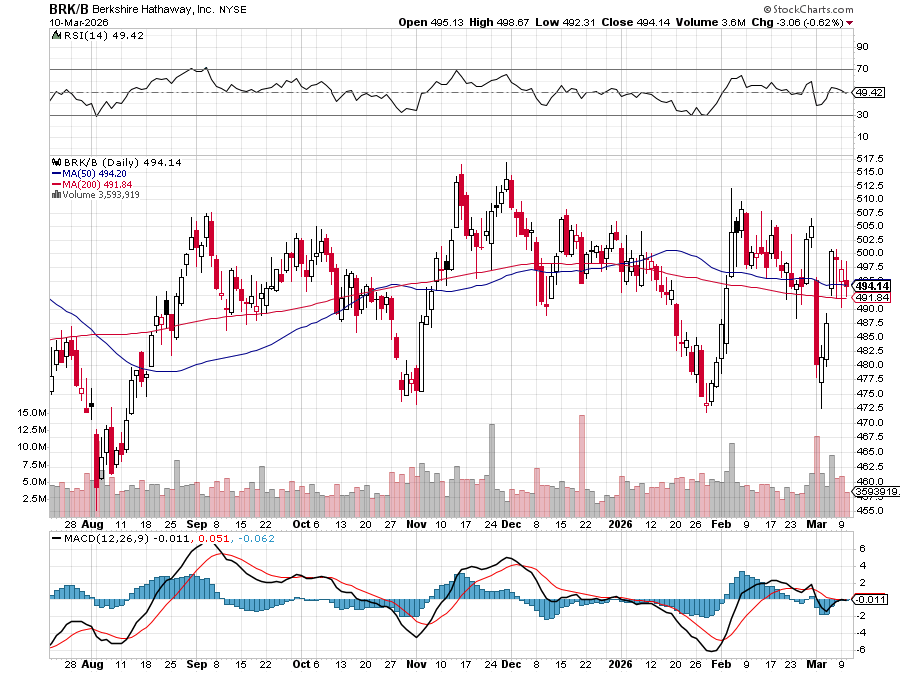 BRK/B Berkshire Hathaway, Inc. NYSE
© StockCharts.com
10-Mar-2026
Open 495.13 High 498.67 Low 492.31 Close 494.14 Volume 3.6M Chg -3.06 (-0.62%)
RSI(14) 49.42
90
70
49.42
30
10
BRK/B (Daily) 494.14
MA(50) 494.20
MA(200) 491.84
Volume 3,593,919
517.5
515.0
512.5
510.0
507.5
505.0
502.5
500.0
497.5
494.14
491.84
490.0
487.5
485.0
482.5
480.0
477.5
475.0
472.5
470.0
467.5
465.0
462.5
460.0
457.5
455.0
3593919
15.0M
12.5M
10.0M
7.5M
5.0M
2.5M
28 Aug 11 18 25 Sep 8 15 22 Oct 6 13 20 27 Nov 10 17 24 Dec 8 15 22 2026 12 20 26 Feb 9 17 23 Mar 9
MACD(12,26,9) -0.011, 0.051, -0.062
6
4
2
-0.011
-2
-4
-6
28 Aug 11 18 25 Sep 8 15 22 Oct 6 13 20 27 Nov 10 17 24 Dec 8 15 22 2026 12 20 26 Feb 9 17 23 Mar 9